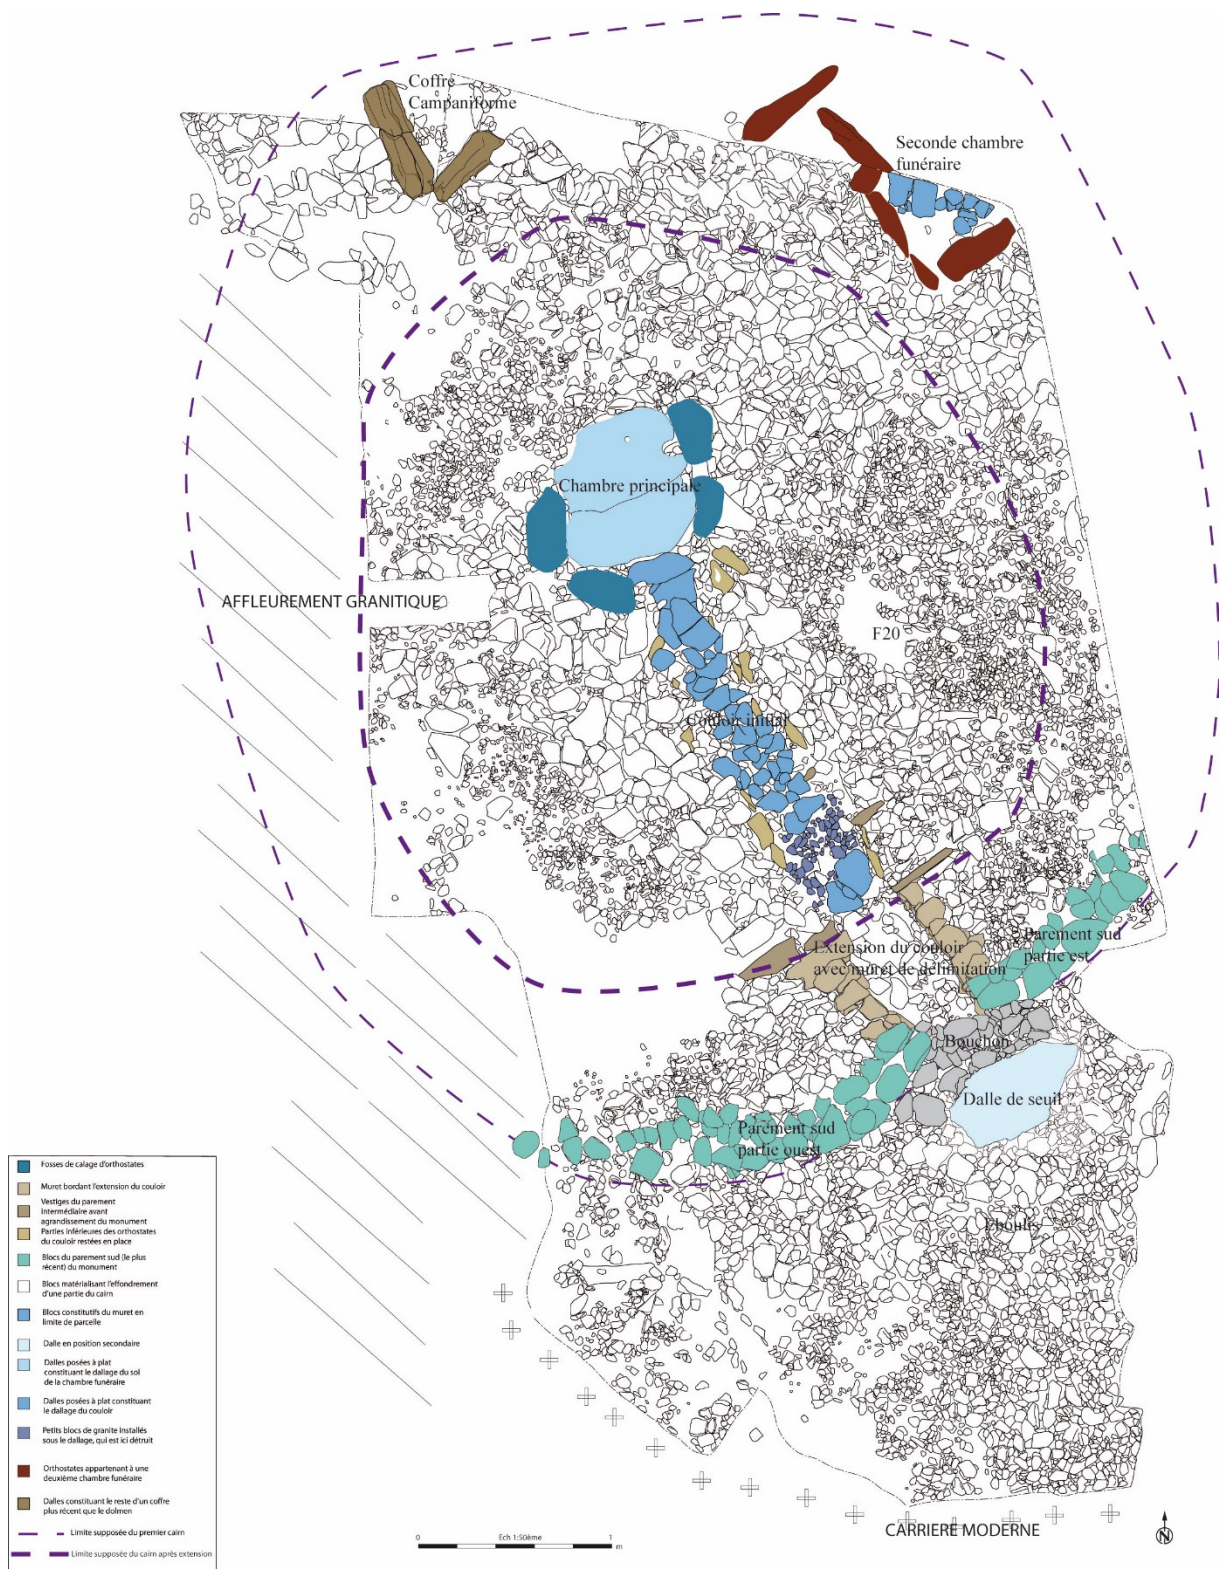 Coffre
Campaniforme
Seconde chambre
funéraire
Chambre principale
AFFLEUREMENT GRANITIQUE
F20
Couloir initial
Parement sud
partie est
Extension du couloir
avec muret de délimitation
Bouchon
Dalle de seuil ?
Parement sud
partie ouest
Eboulis
Fosses de calage d'orthostates
Muret bordant l'extension du couloir
Vestiges du parement
Intermédiaire avant
agrandissement du monument
Parties inférieures des orthostates
du couloir restées en place
Blocs du parement sud (le plus
récent) du monument
Blocs matérialisant l'effondrement
d'une partie du cairn
Blocs constitutifs du muret en
limite de parcelle
Dalle en position secondaire
Dalles posées à plat
constituant le dallage du sol
de la chambre funéraire
Dalles posées à plat constituant
le dallage du couloir
Petits blocs de granite installés
sous le dallage, qui est ici détruit
Orthostates appartenant à une
deuxième chambre funéraire
Dalles constituant le reste d'un coffre
plus récent que le dolmen
Limite supposée du premier cairn
Limite supposée du cairn après extension
0 Ech 1:50ème 1
m
CARRIERE MODERNE
N